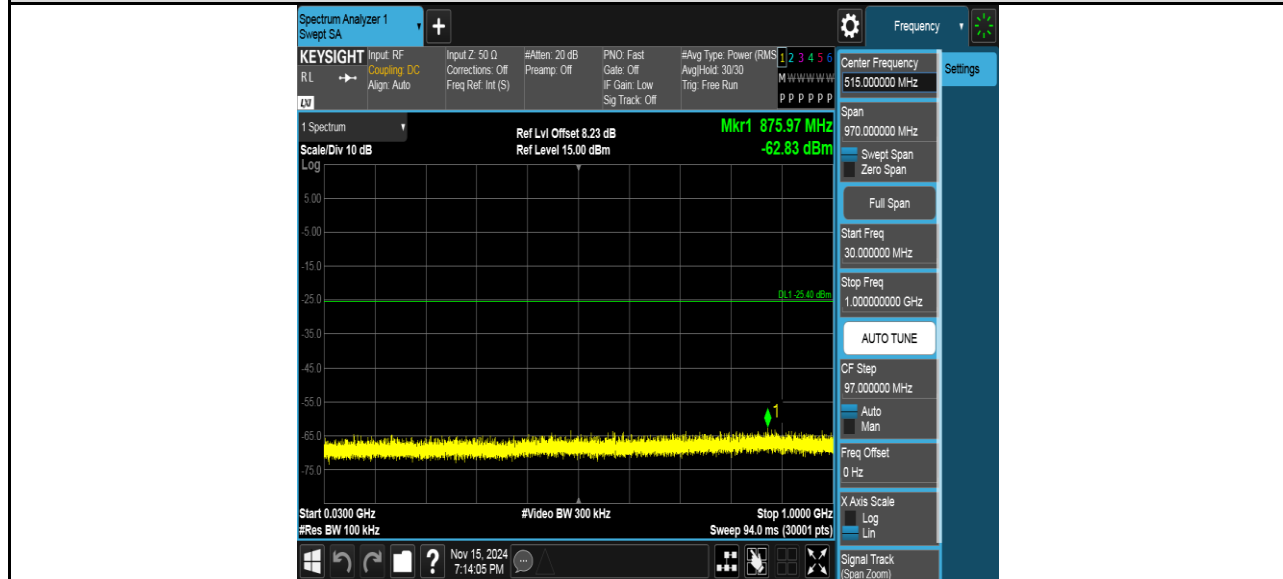 Spectrum Analyzer 1
Swept SA
+
Frequency
KEYSIGHT
RL
LXI
Input: RF
Coupling: DC
Align: Auto
Input Z: 50 Ω
Corrections: Off
Freq Ref: Int (S)
#Atten: 20 dB
Preamp: Off
PNO: Fast
Gate: Off
IF Gain: Low
Sig Track: Off
#Avg Type: Power (RMS
Avg|Hold: 30/30
Trig: Free Run
1 2 3 4 5 6
M W W W W W
P P P P P P
1 Spectrum
Scale/Div 10 dB
Log
Ref Lvl Offset 8.23 dB
Ref Level 15.00 dBm
Mkr1 875.97 MHz
-62.83 dBm
5.00
-5.00
-15.0
-25.0
DL1 -25.40 dBm
-35.0
-45.0
-55.0
1
-65.0
-75.0
Start 0.0300 GHz
#Video BW 300 kHz
Stop 1.0000 GHz
#Res BW 100 kHz
Sweep 94.0 ms (30001 pts)
?
Nov 15, 2024
7:14:05 PM
Center Frequency
515.000000 MHz
Settings
Span
970.000000 MHz
Swept Span
Zero Span
Full Span
Start Freq
30.000000 MHz
Stop Freq
1.000000000 GHz
AUTO TUNE
CF Step
97.000000 MHz
Auto
Man
Freq Offset
0 Hz
X Axis Scale
Log
Lin
Signal Track
(Span Zoom)